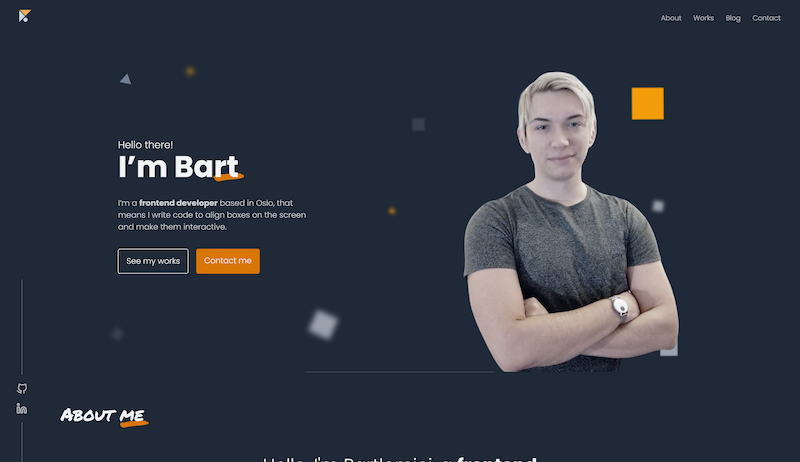 About Works Blog Contact
Hello there!
I'm Bart
I'm a frontend developer based in Oslo, that
means I write code to align boxes on the screen
and make them interactive.
See my works Contact me
About me